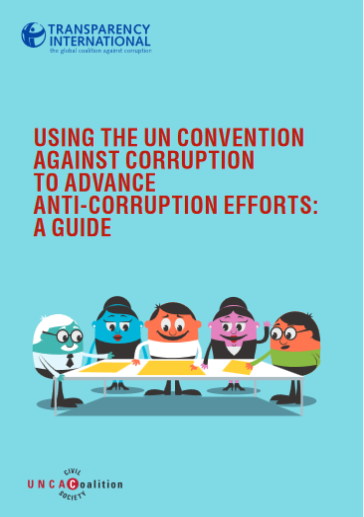 TRANSPARENCY
INTERNATIONAL
the global coalition against corruption
USING THE UN CONVENTION
AGAINST CORRUPTION
TO ADVANCE
ANTI-CORRUPTION EFFORTS:
A GUIDE
CIVIL
UNCACoalition
SOCIETY